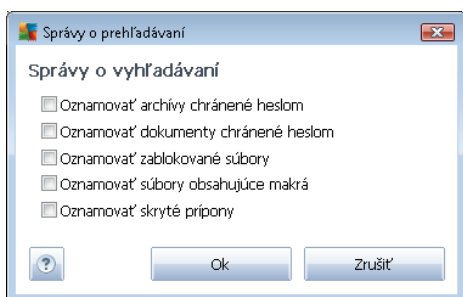 Správy o prehľadávaní
Správy o vyhľadávaní
Oznamovať archívy chránené heslom
Oznamovať dokumenty chránené heslom
Oznamovať zablokované súbory
Oznamovať súbory obsahujúce makrá
Oznamovať skryté prípony
? Ok Zrušiť